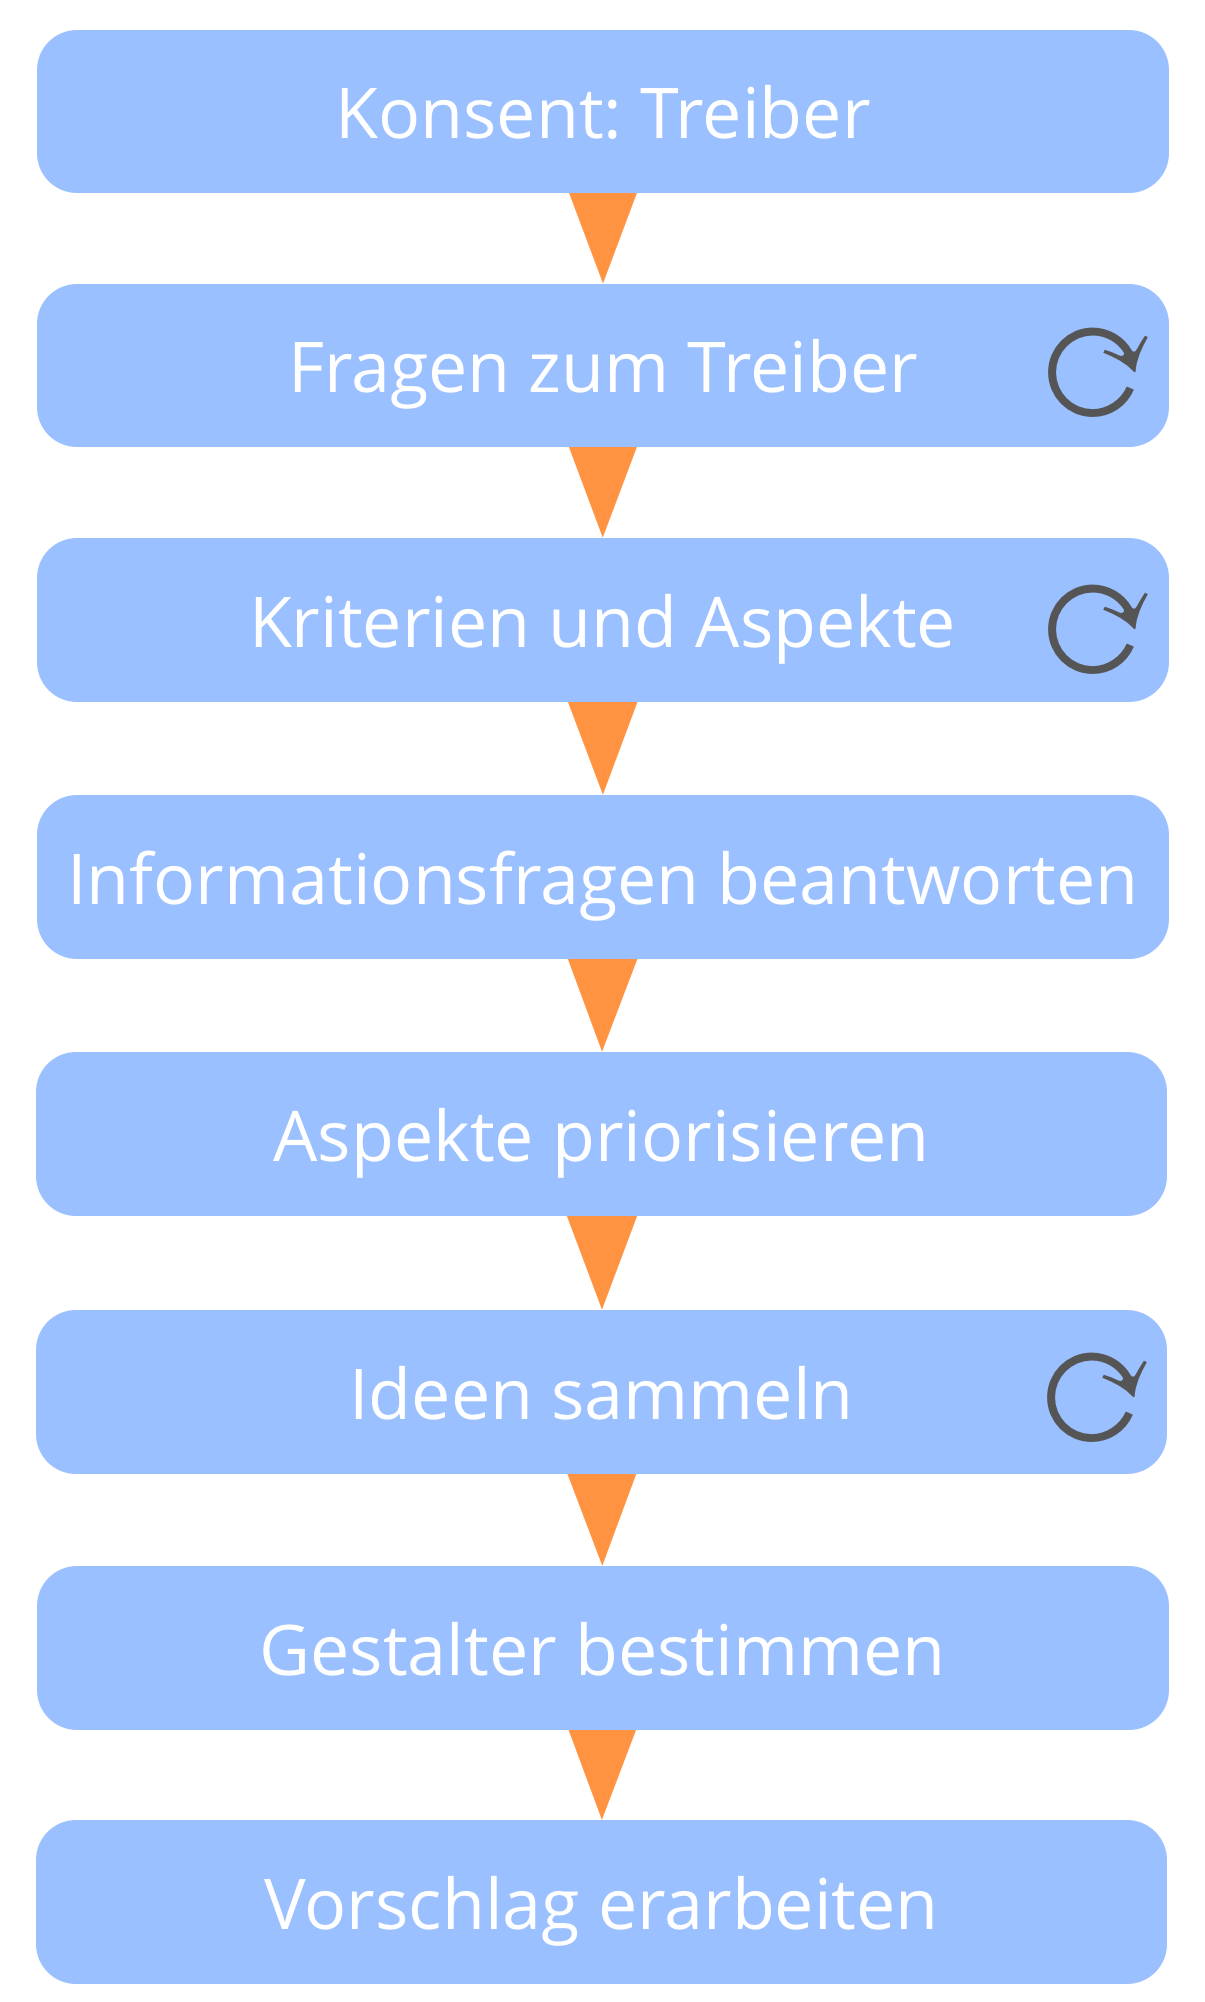 Konsent: Treiber
Fragen zum Treiber
Kriterien und Aspekte
Informationsfragen beantworten
Aspekte priorisieren
Ideen sammeln
Gestalter bestimmen
Vorschlag erarbeiten